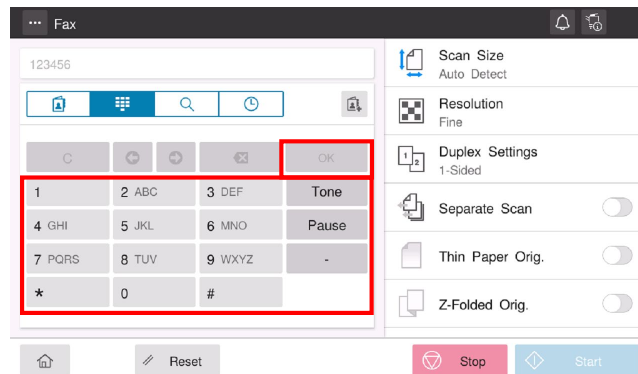 Fax
123456
C
OK
1
2 ABC
3 DEF
Tone
4 GHI
5 JKL
6 MNO
Pause
7 PQRS
8 TUV
9 WXYZ
-
*
0
#
Scan Size
Auto Detect
Resolution
Fine
Duplex Settings
1-Sided
Separate Scan
Thin Paper Orig.
Z-Folded Orig.
Reset
Stop
Start